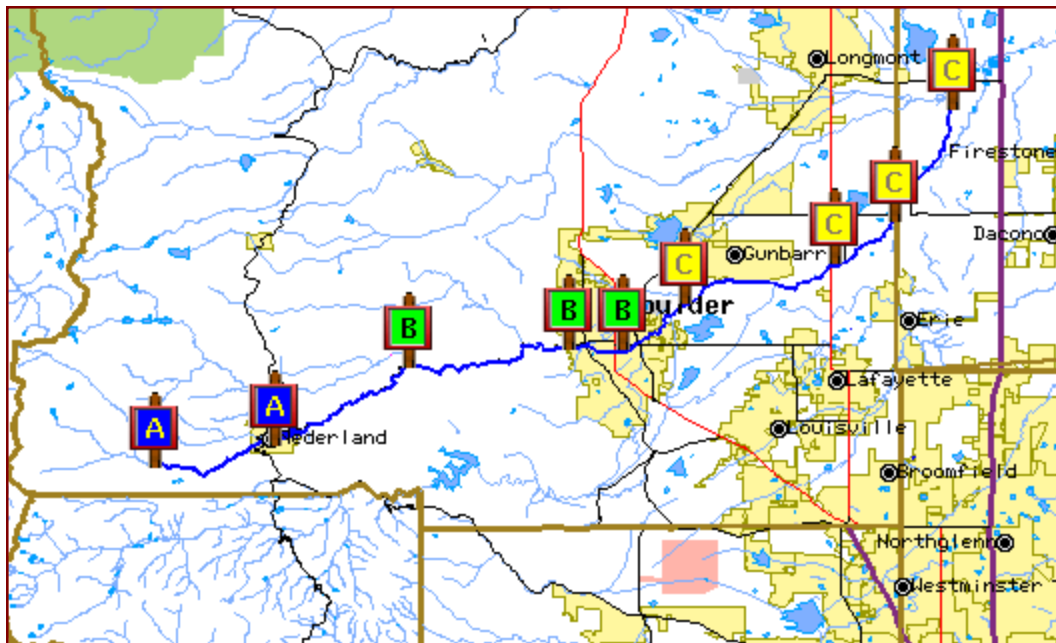 Longmont
C
Firestone
C
C
Dacono
C
Gunbarr
B
B
B
oulder
Erie
Lafayette
A
A
Nederland
Louisville
Broomfield
Northglenn
Westminster